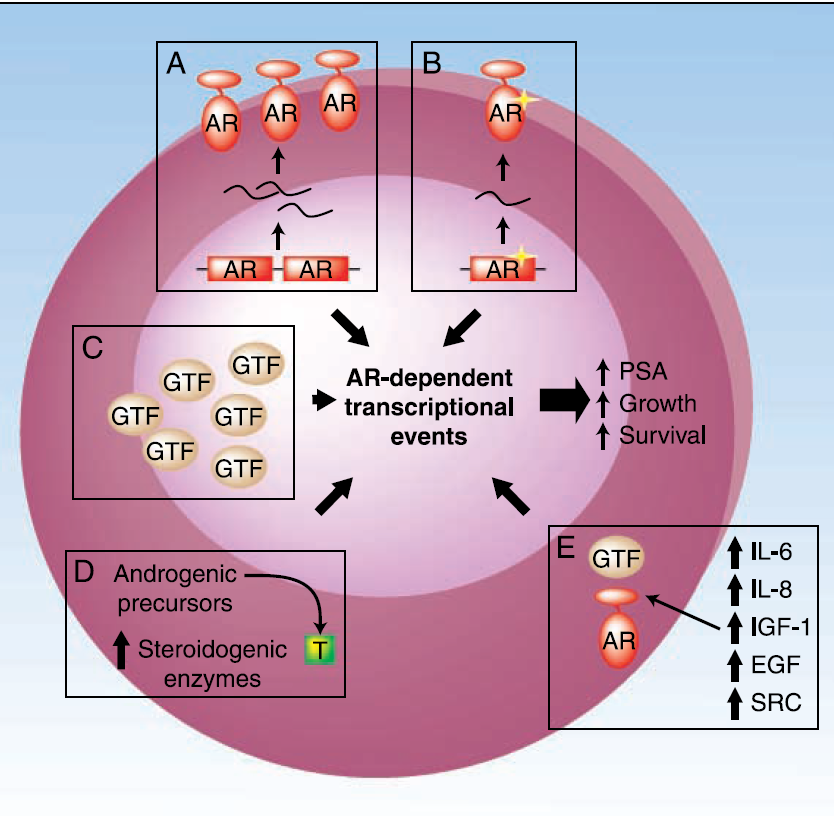 A
AR
AR
AR
AR
AR
B
AR
AR
C
GTF
GTF
GTF
GTF
GTF
GTF
AR-dependent
transcriptional
events
PSA
Growth
Survival
D
Androgenic
precursors
Steroidogenic
enzymes
T
E
GTF
AR
IL-6
IL-8
IGF-1
EGF
SRC